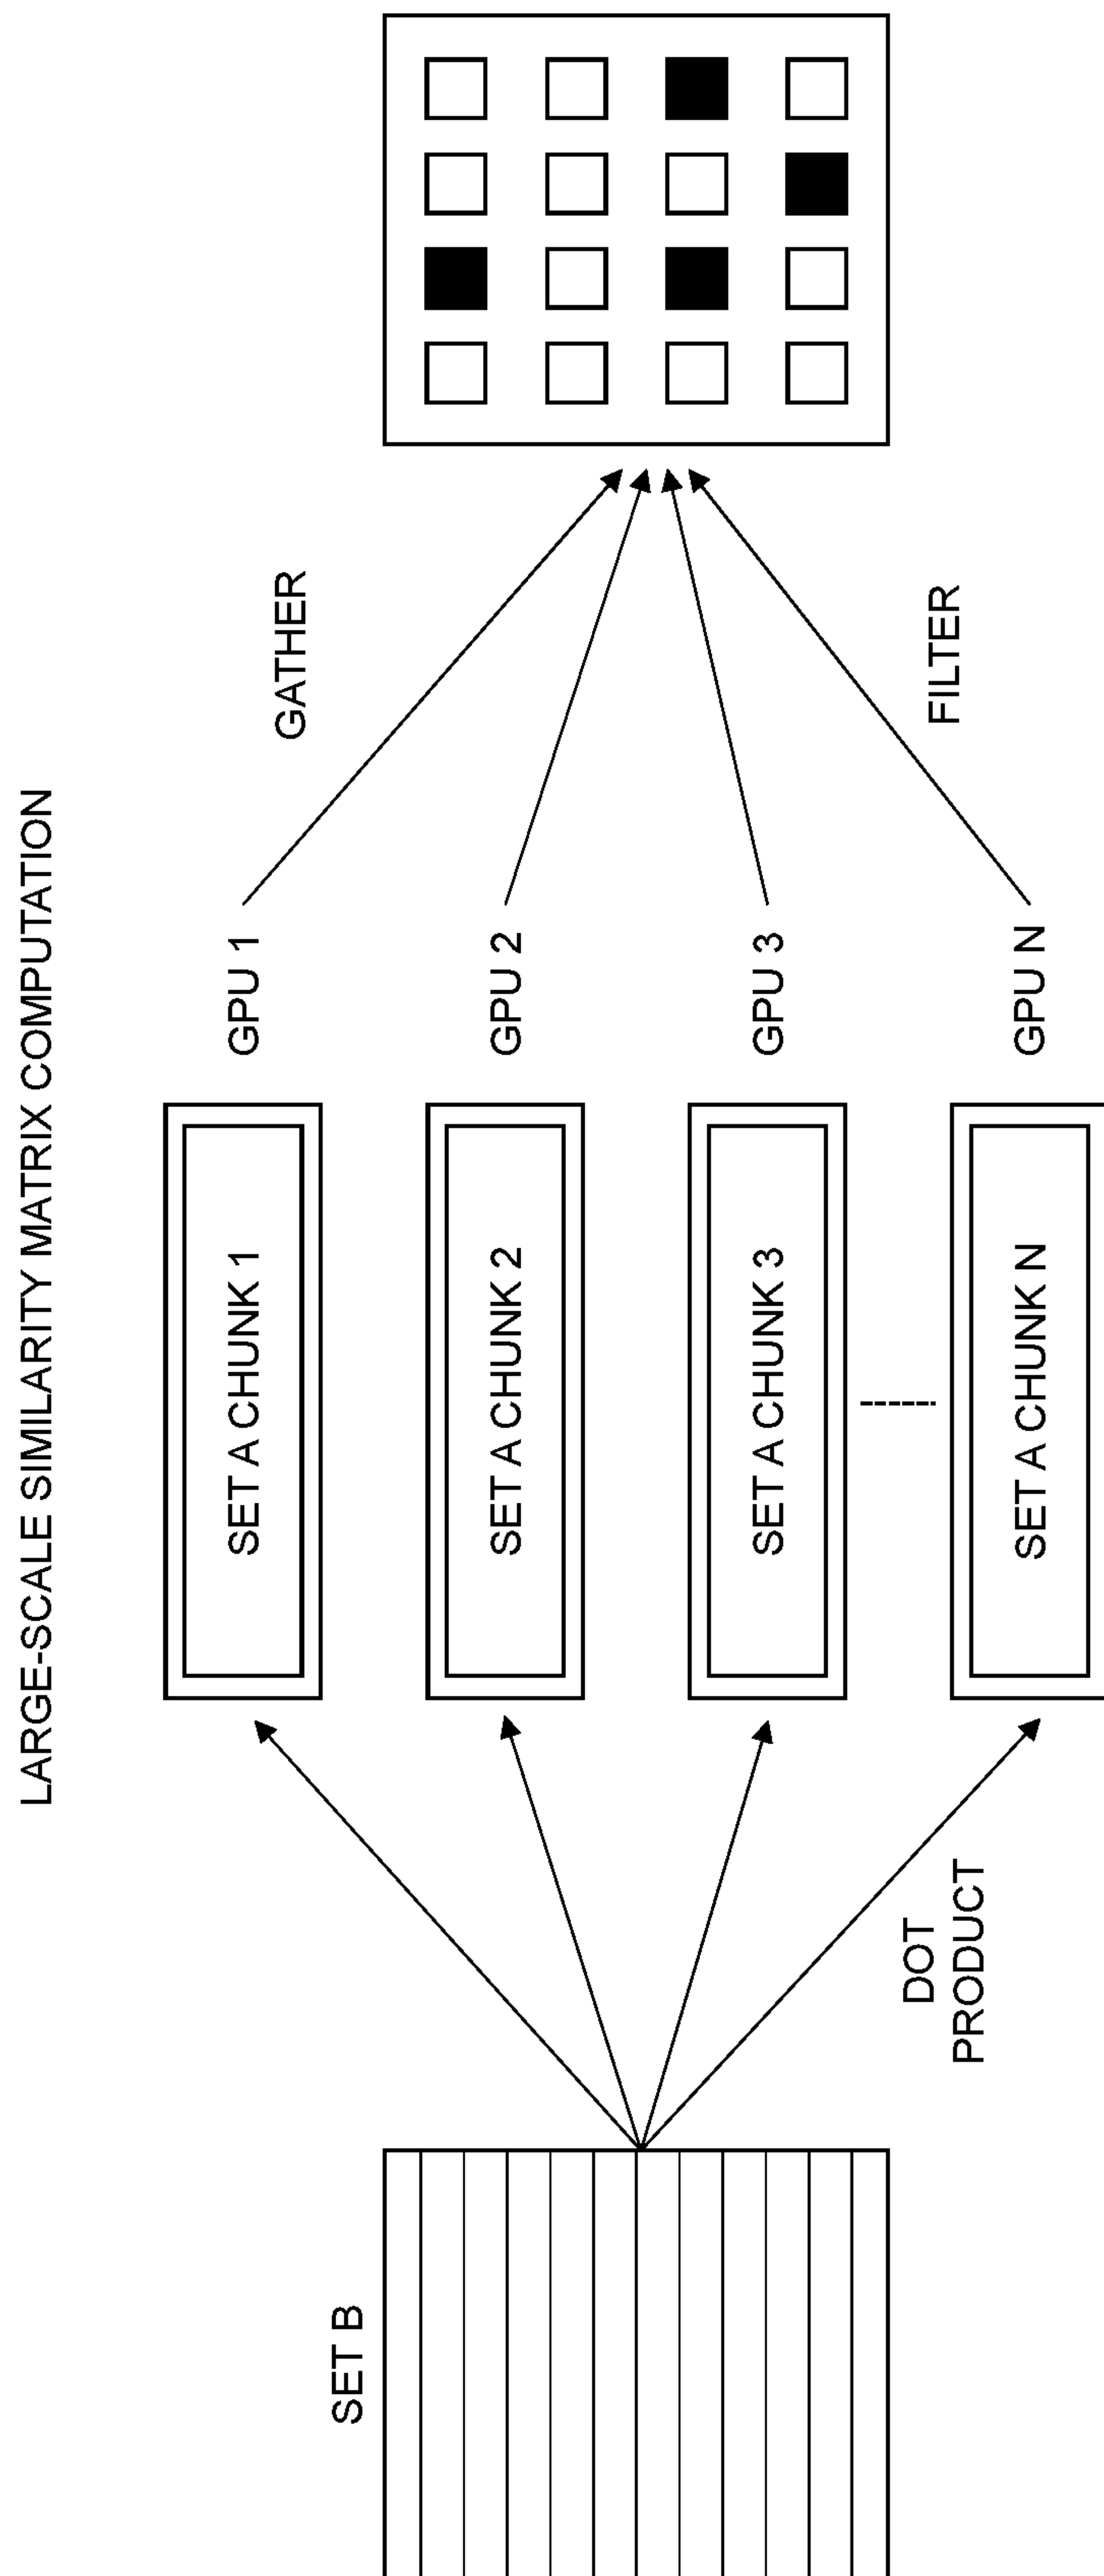 LARGE-SCALE SIMILARITY MATRIX COMPUTATION
SET B
DOT
PRODUCT
SET A CHUNK 1
GPU 1
SET A CHUNK 2
GPU 2
SET A CHUNK 3
GPU 3
SET A CHUNK N
GPU N
GATHER
FILTER